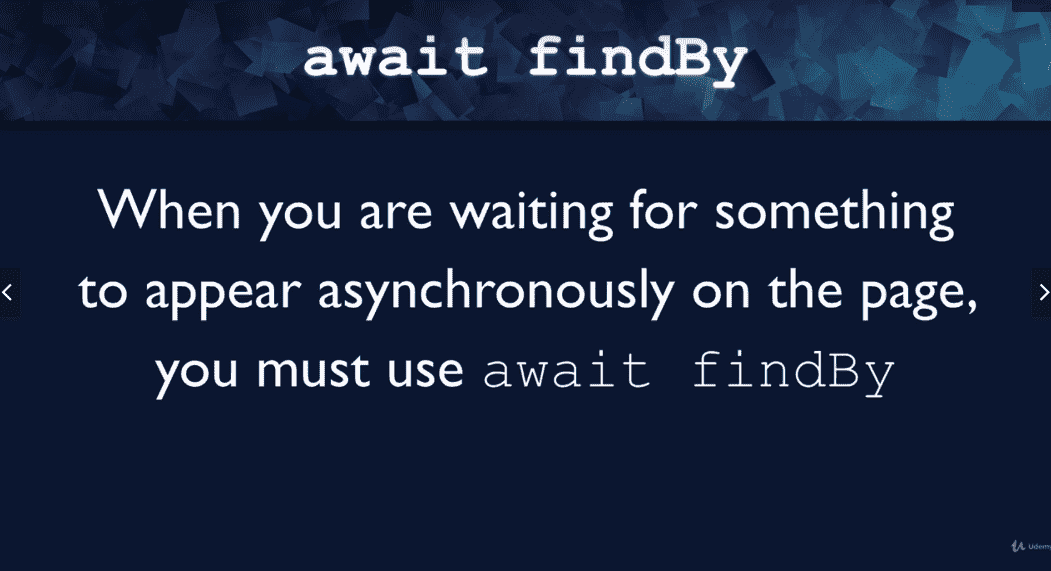 await findBy
When you are waiting for something
to appear asynchronously on the page,
you must use await findBy
Udemy